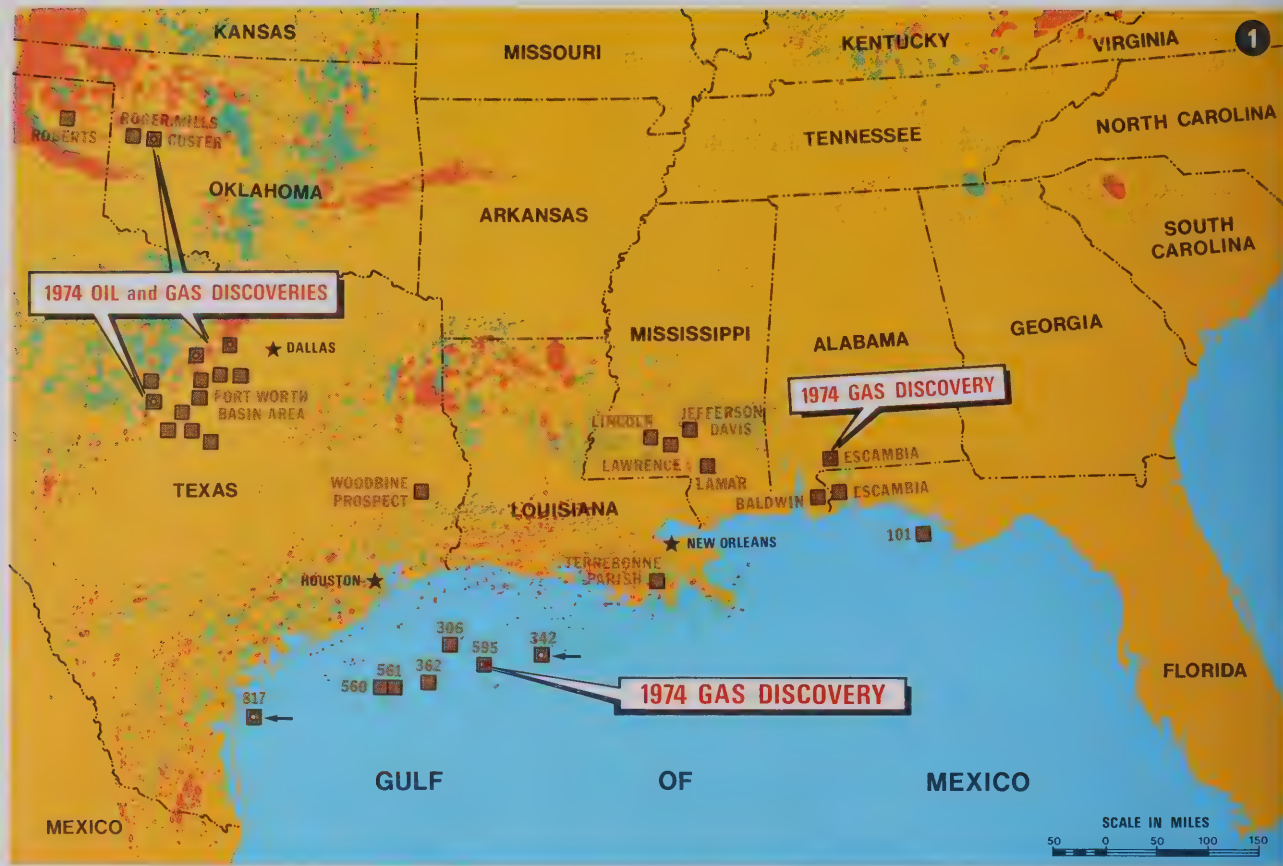 1
KANSAS
MISSOURI
KENTUCKY
VIRGINIA
ROBERTS
ROGER MILLS
CUSTER
OKLAHOMA
ARKANSAS
TENNESSEE
NORTH CAROLINA
SOUTH
CAROLINA
1974 OIL and GAS DISCOVERIES
DALLAS
FORT WORTH
BASIN AREA
MISSISSIPPI
ALABAMA
GEORGIA
1974 GAS DISCOVERY
LINCOLN
JEFFERSON
DAVIS
LAWRENCE
LAMAR
ESCAMBIA
BALDWIN
ESCAMBIA
TEXAS
WOODBINE
PROSPECT
LOUISIANA
NEW ORLEANS
101
HOUSTON
TERREBONNE
PARISH
306
342
595
561
362
560
817
1974 GAS DISCOVERY
FLORIDA
GULF
OF
MEXICO
MEXICO
SCALE IN MILES
50
0
50
100
150